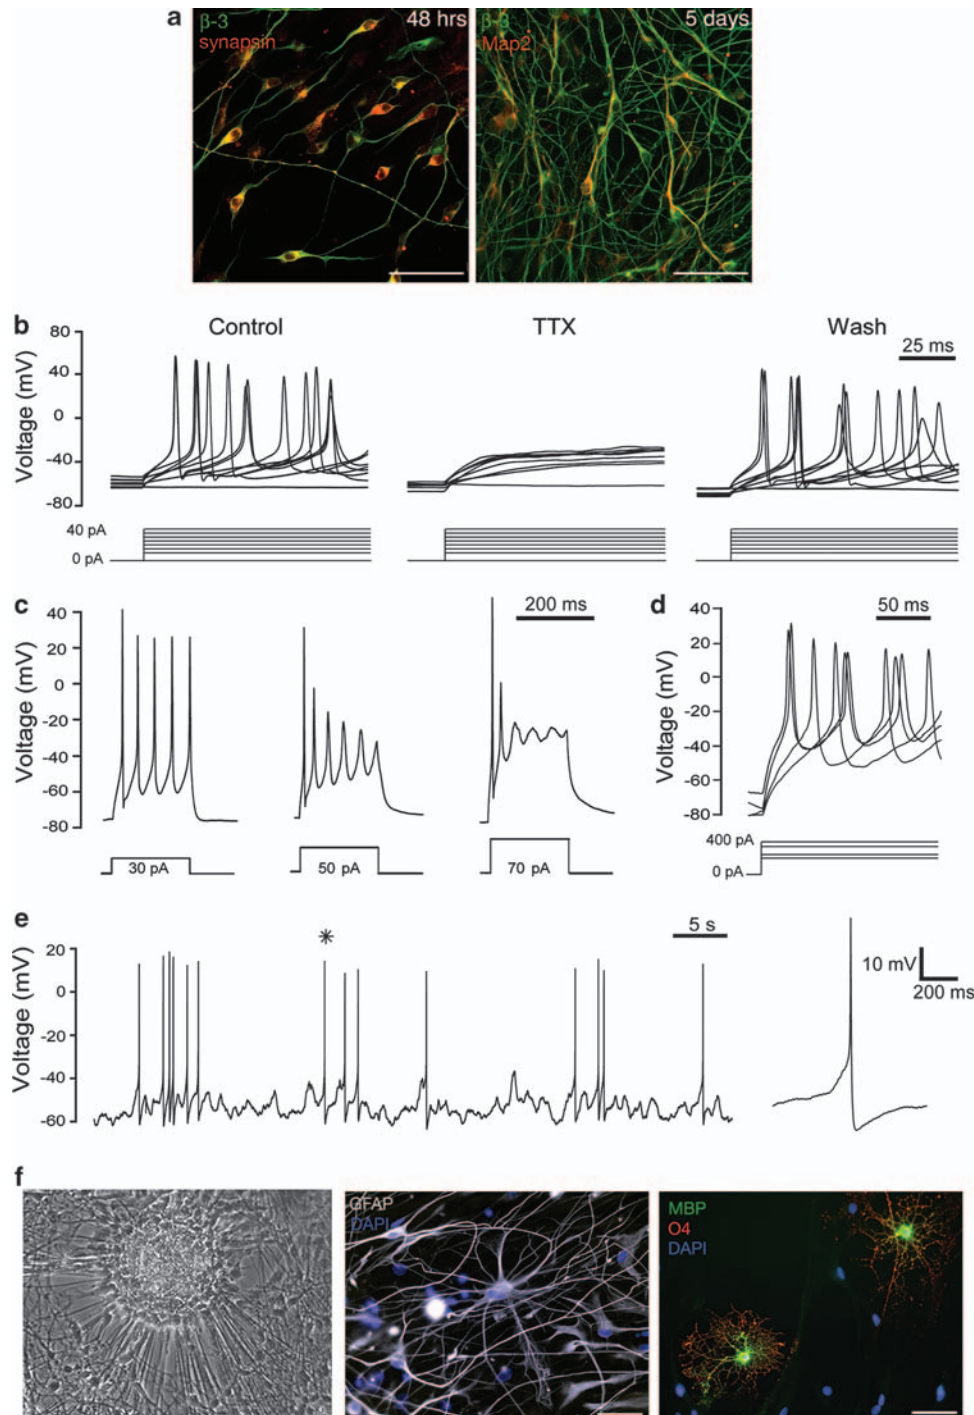 a
β-3
synapsin
48 hrs
β-3
Map2
5 days
b
Control
TTX
Wash
25 ms
Voltage (mV)
80
40
0
-40
-80
40 pA
0 pA
c
200 ms
Voltage (mV)
40
20
0
-20
-40
-60
-80
30 pA
50 pA
70 pA
d
50 ms
Voltage (mV)
40
20
0
-20
-40
-60
-80
400 pA
0 pA
e
*
5 s
Voltage (mV)
20
0
-20
-40
-60
10 mV
200 ms
f
GFAP
DAPI
MBP
O4
DAPI